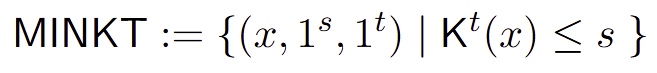 MINKT := {(x, 1^s, 1^t) | K^t(x) ≤ s }